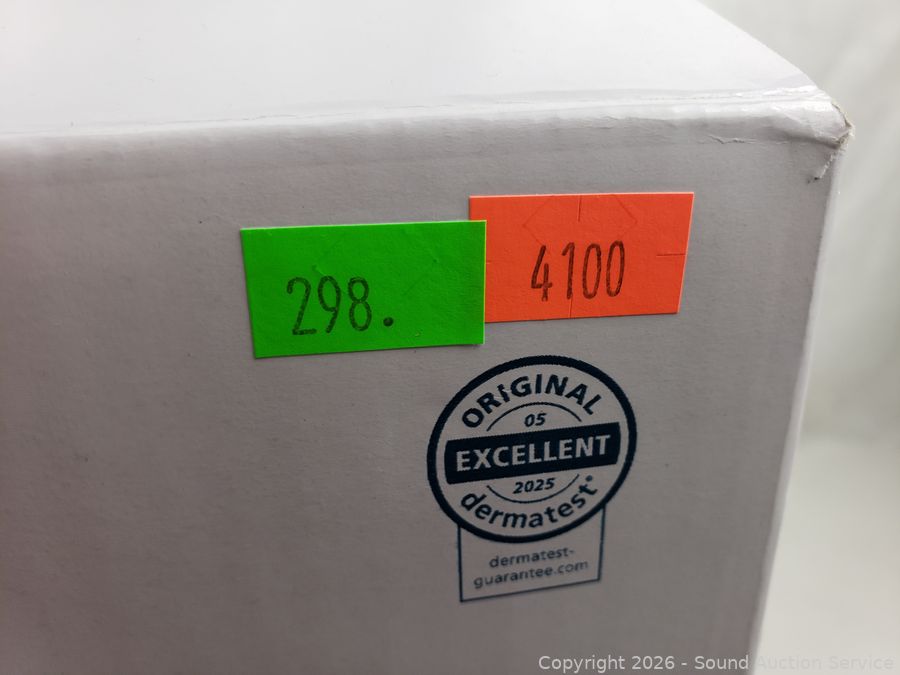 298.
4100
ORIGINAL
05
EXCELLENT
2025
dermatest®
dermatest-
guarantee.com
Copyright 2026 - Sound Auction Service